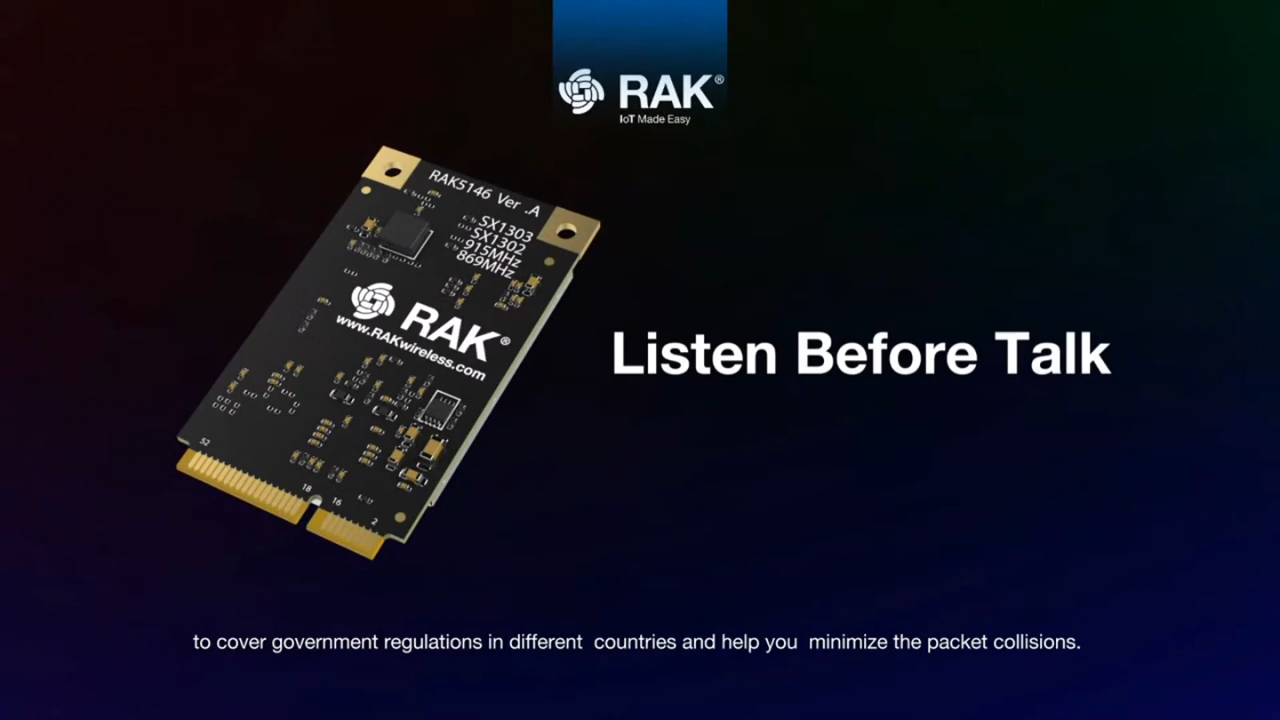 RAK®
IoT Made Easy
RAK5146 Ver .A
SX1303
SX1302
915MHz
869MHz
RAK®
www.RAKwireless.com
Listen Before Talk
52
18
16
2
to cover government regulations in different countries and help you minimize the packet collisions.